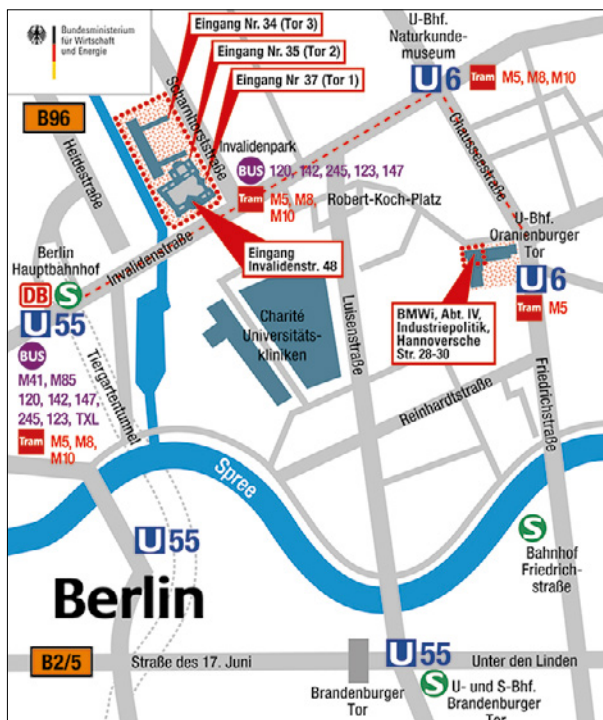 Bundesministerium
für Wirtschaft
und Energie
Eingang Nr. 34 (Tor 3)
Eingang Nr. 35 (Tor 2)
Eingang Nr 37 (Tor 1)
U-Bhf.
Naturkunde-
museum
U 6
Tram M5, M8, M10
B96
Scharnhorststraße
Heidestraße
Invalidenpark
BUS 120, 142, 245, 123, 147
Tram M5, M8,
M10
Robert-Koch-Platz
Chausseestraße
U-Bhf.
Oranienburger
Tor
U 6
Tram M5
Berlin
Hauptbahnhof
DB S
U 55
BUS
M41, M85
120, 142, 147,
245, 123, TXL
Tram M5, M8,
M10
Invalidenstraße
Eingang
Invalidenstr. 48
Charité
Universitäts-
kliniken
Luisenstraße
BMWi, Abt. IV,
Industriepolitik,
Hannoversche
Str. 28-30
Tiergartentunnel
Reinhardtstraße
Friedrichstraße
Spree
U 55
S
Bahnhof
Friedrich-
straße
Berlin
B2/5
Straße des 17. Juni
U 55
Unter den Linden
Brandenburger
Tor
S U- und S-Bhf.
Brandenburger
Tor